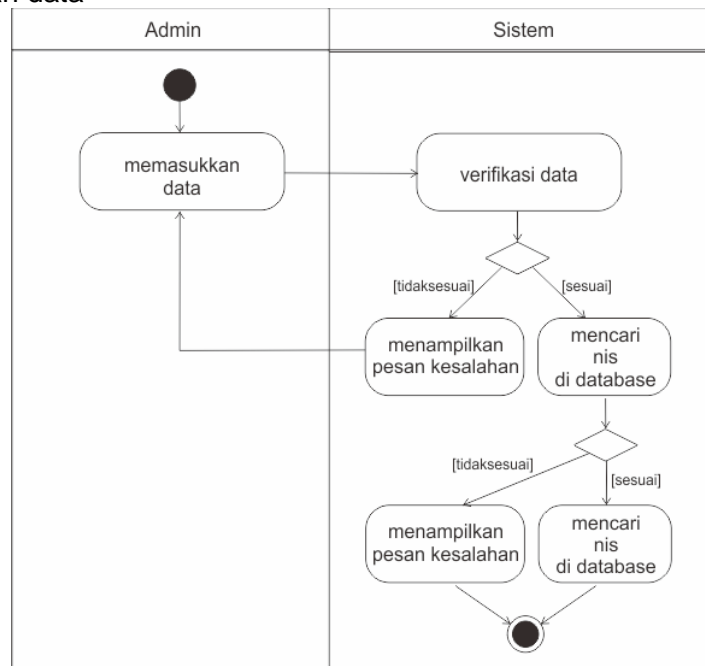 data
Admin
Sistem
memasukkan
data
verifikasi data
[tidaksesuai]
[sesuai]
menampilkan
pesan kesalahan
mencari
nis
di database
[tidaksesuai]
[sesuai]
menampilkan
pesan kesalahan
mencari
nis
di database